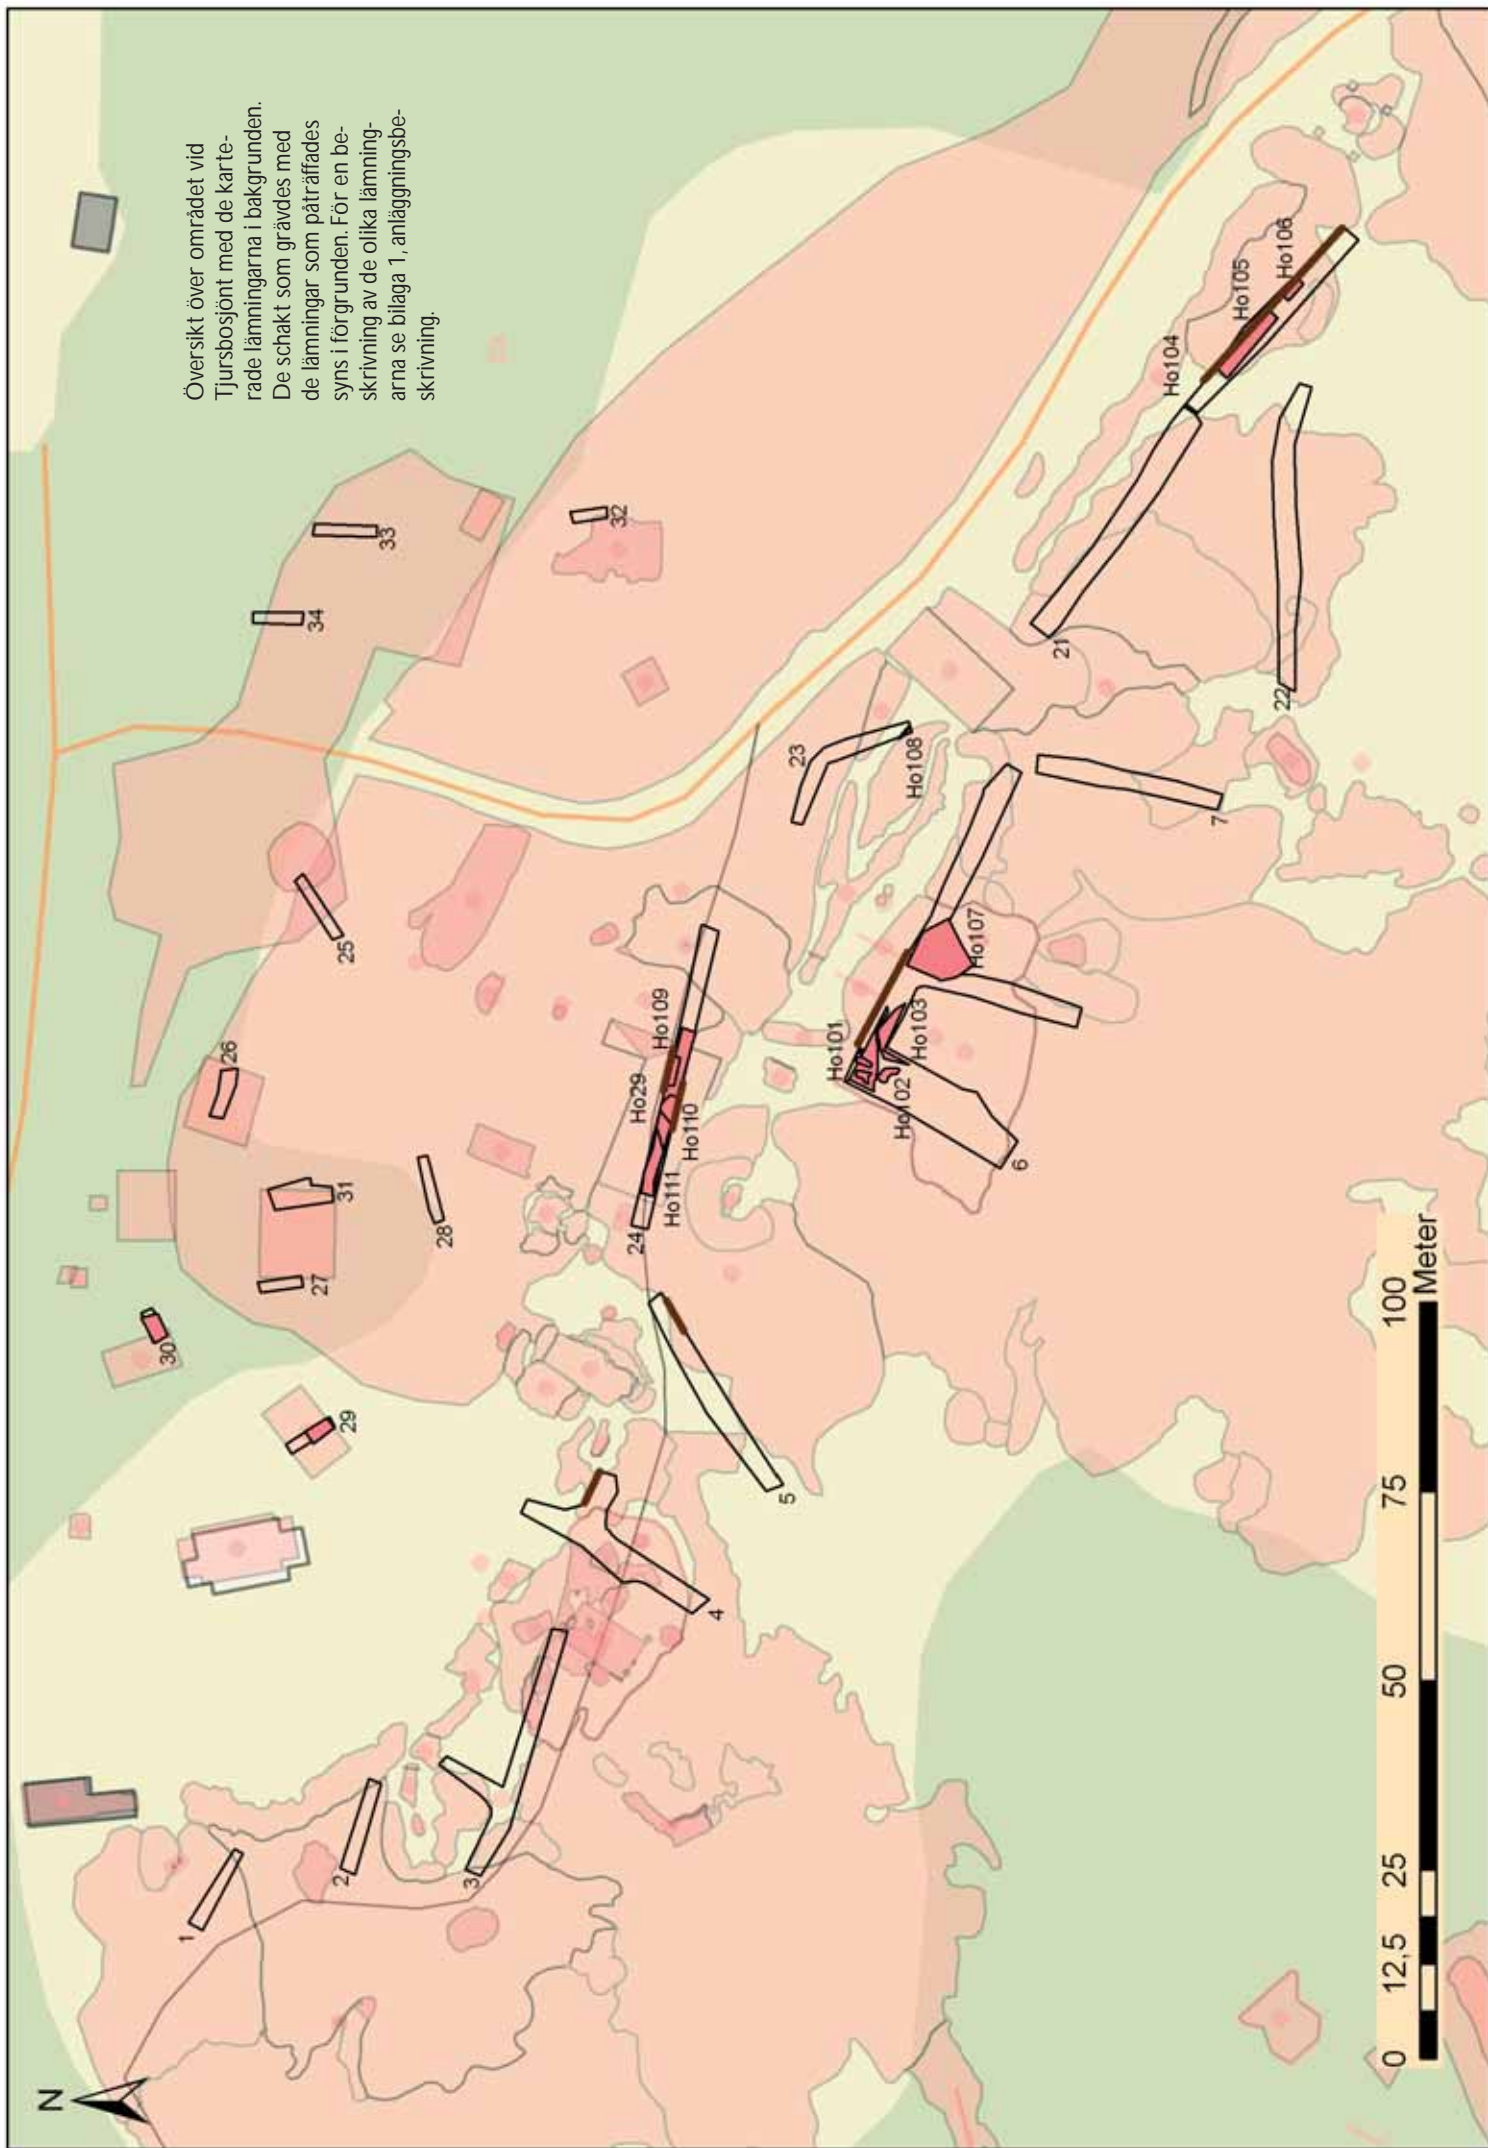 Översikt över området vid
Tjursbosjönt med de karte-
rade lämningarna i bakgrunden.
De schakt som grävdes med
de lämningar som påträffades
syns i förgrunden. För en be-
skrivning av de olika lämning-
arna se bilaga 1, anläggningsbe-
skrivning.
N
1
2
3
4
5
30
29
27
31
26
28
25
34
33
32
24
Ho111
Ho29
Ho110
Ho109
23
Ho108
Ho101
Ho102
Ho103
Ho107
6
7
21
22
Ho104
Ho105
Ho106
0 12,5 25 50 75 100
Meter